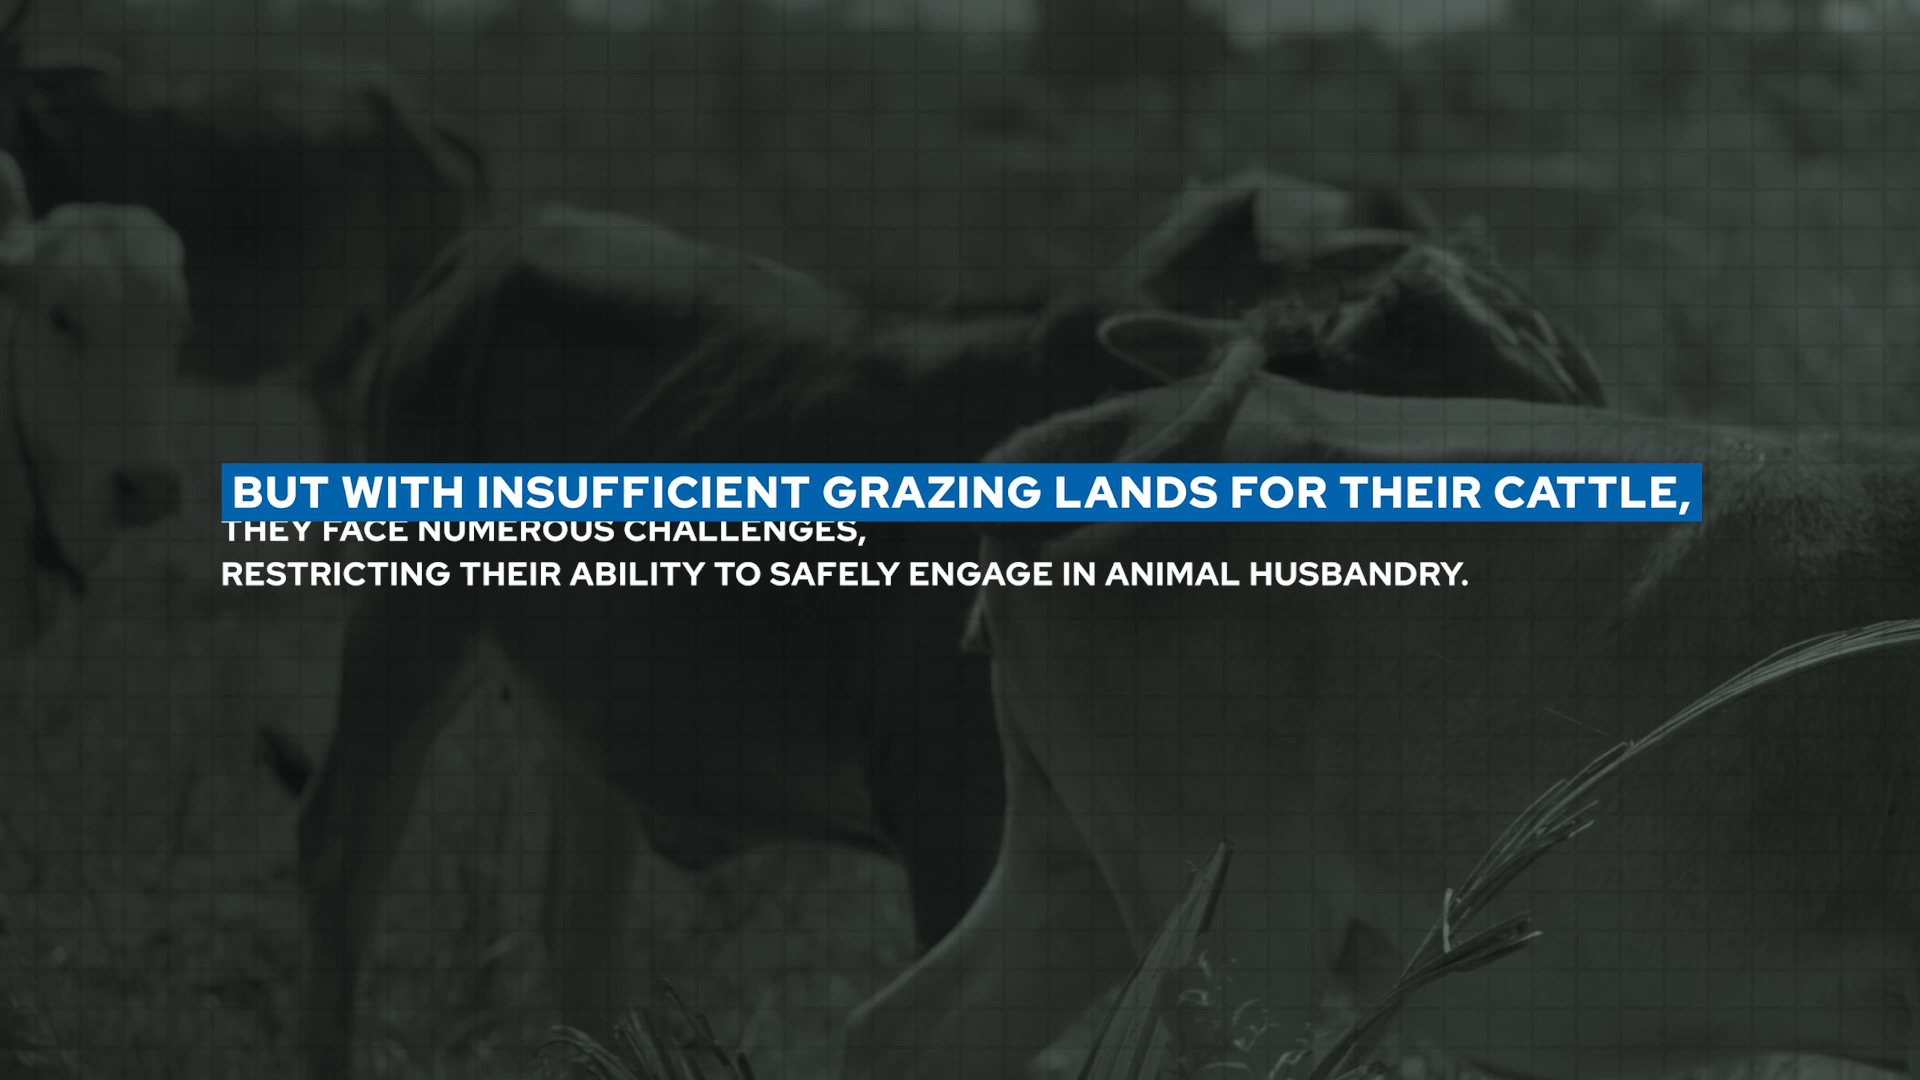 BUT WITH INSUFFICIENT GRAZING LANDS FOR THEIR CATTLE,
THEY FACE NUMEROUS CHALLENGES,
RESTRICTING THEIR ABILITY TO SAFELY ENGAGE IN ANIMAL HUSBANDRY.